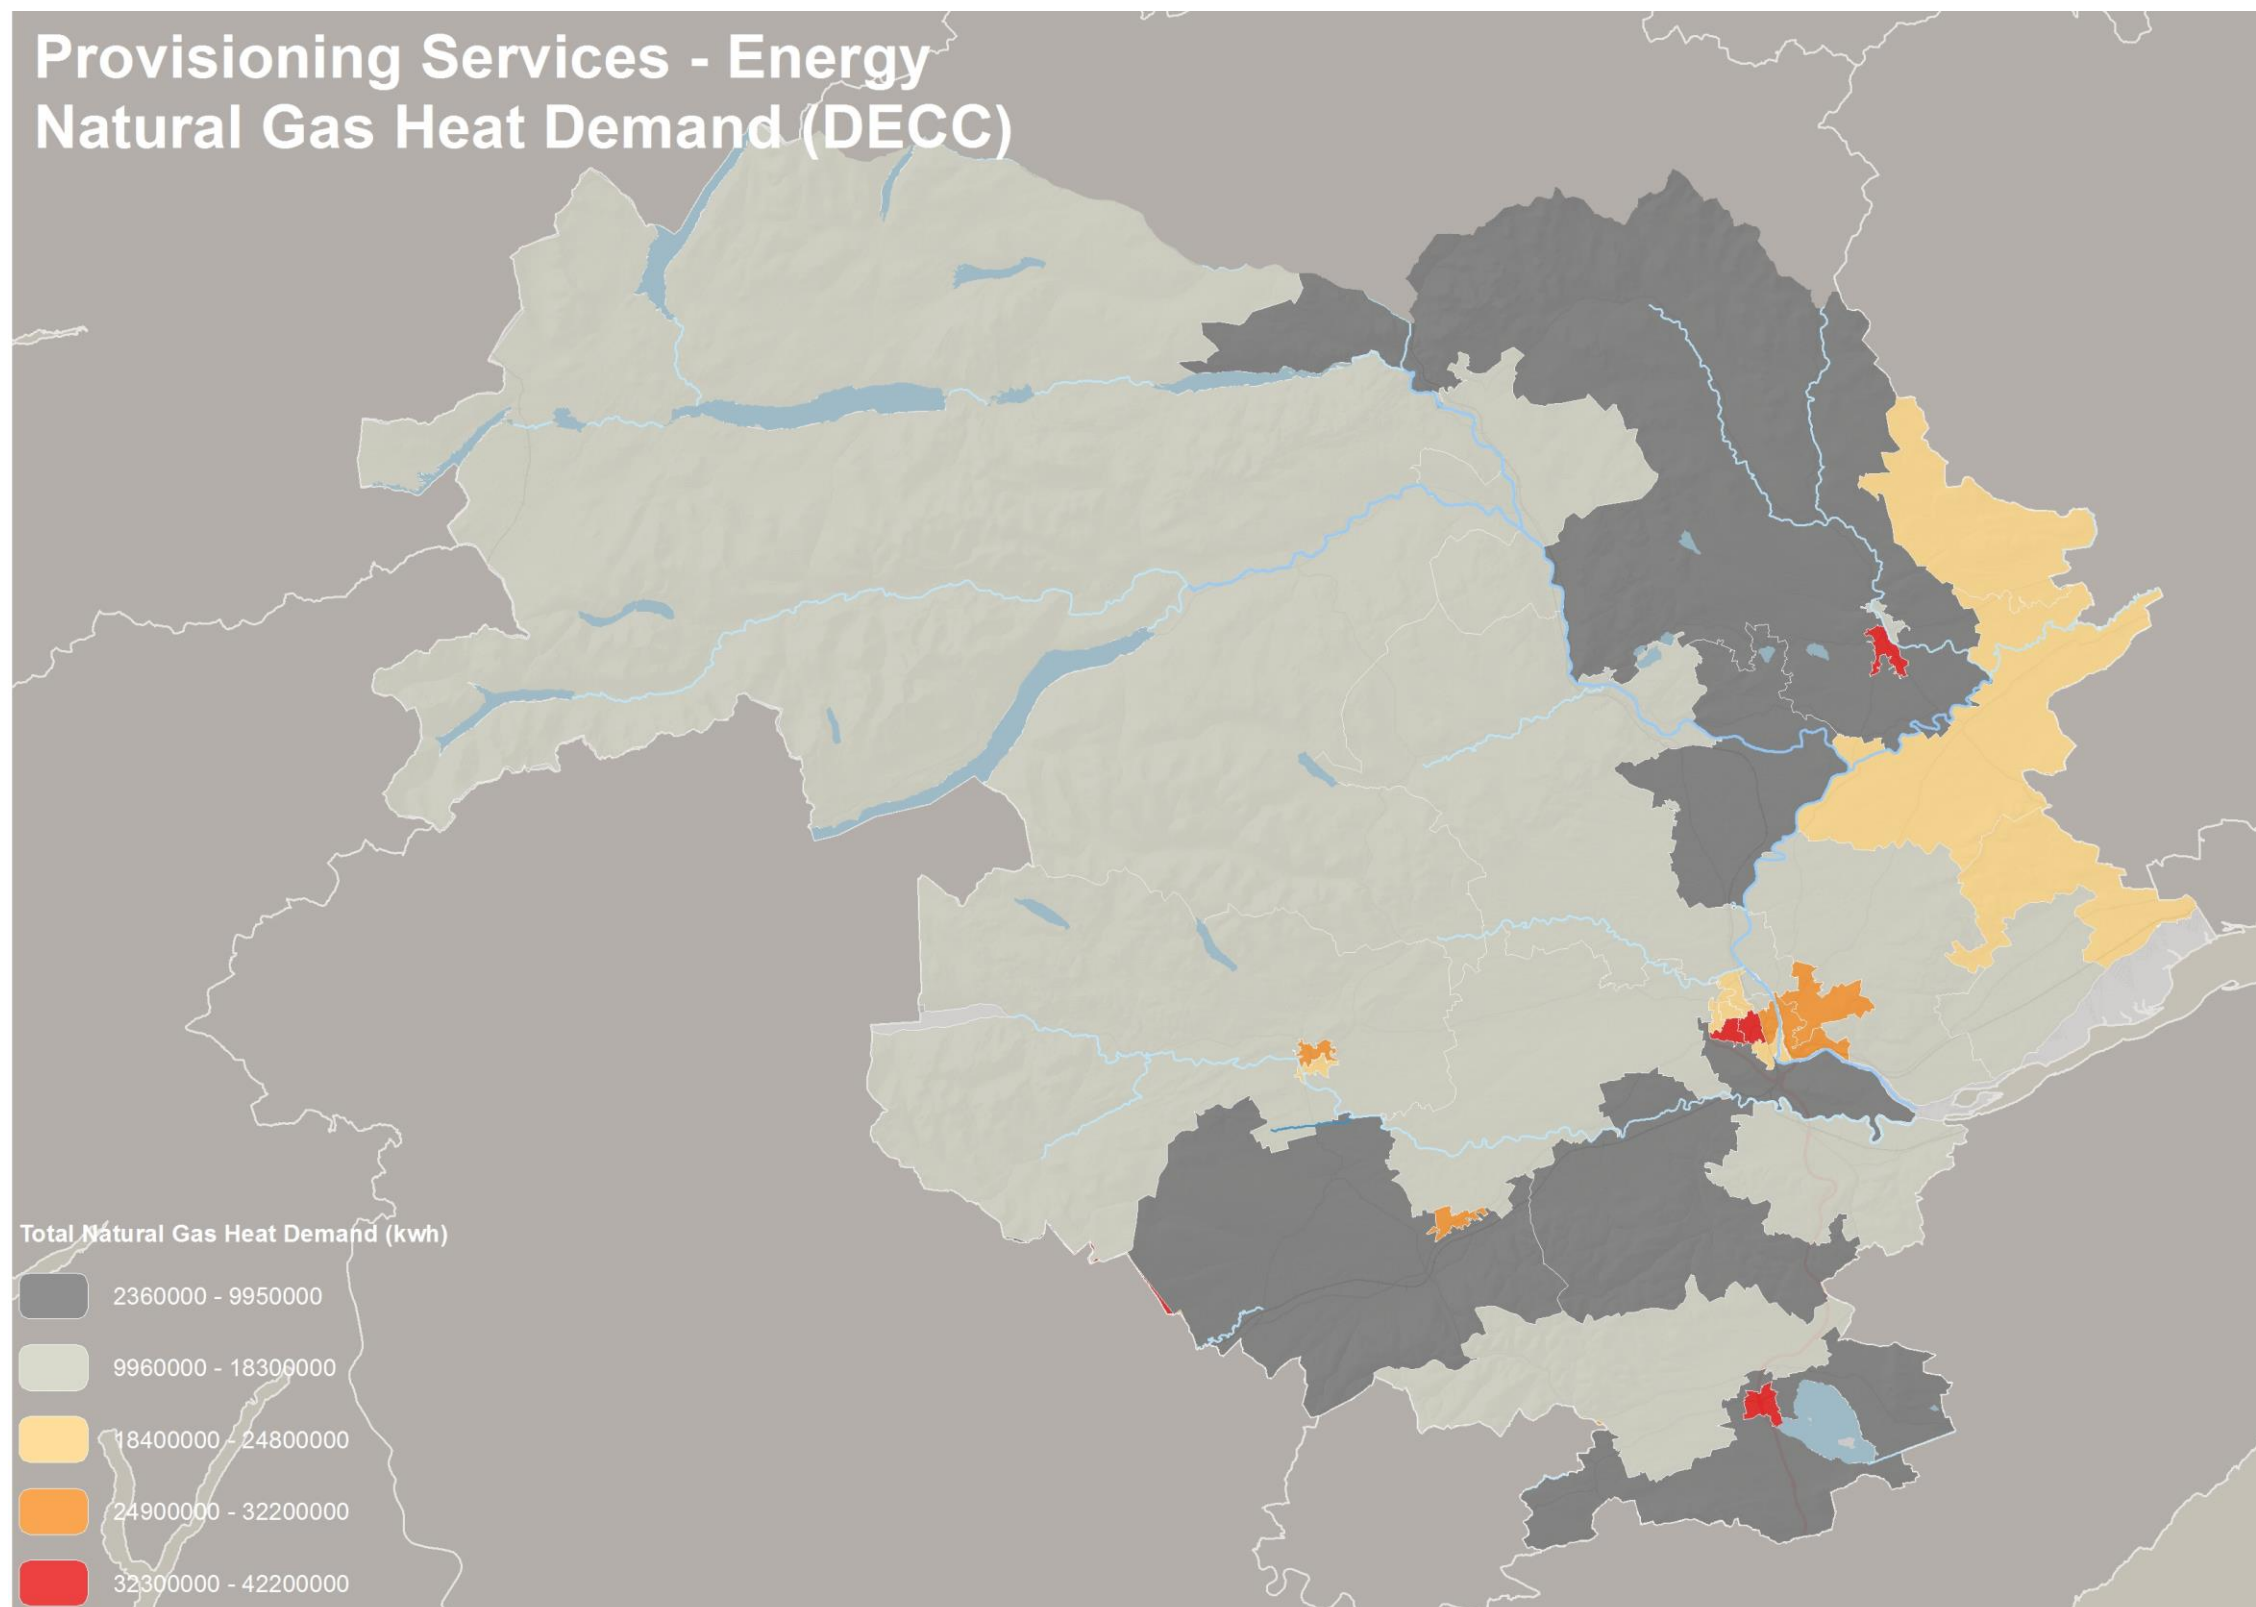 Provisioning Services - Energy
Natural Gas Heat Demand (DECC)
Total Natural Gas Heat Demand (kwh)
2360000 - 9950000
9960000 - 18300000
18400000 - 24800000
24900000 - 32200000
32300000 - 42200000